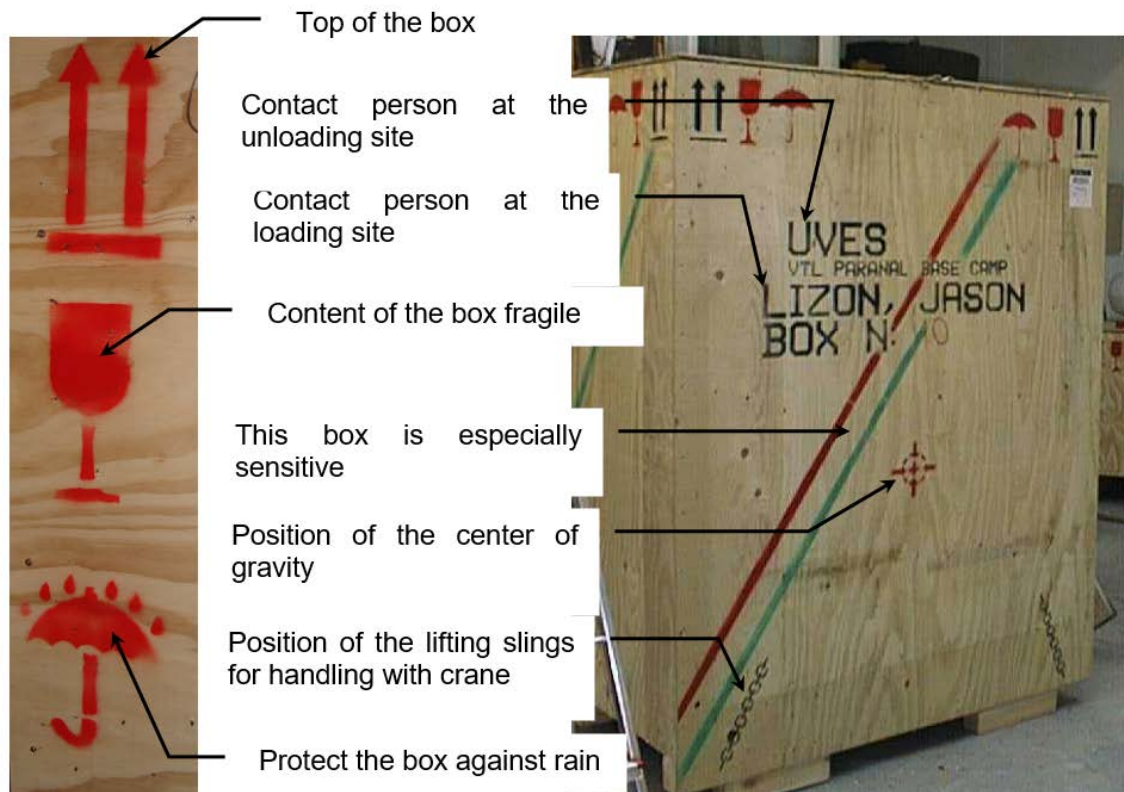 Top of the box
Contact person at the
unloading site
Contact person at the
loading site
Content of the box fragile
This box is especially
sensitive
Position of the center of
gravity
Position of the lifting slings
for handling with crane
Protect the box against rain
UVES
VTL PARANAL BASE CAMP
LIZON, JASON
BOX N: 10